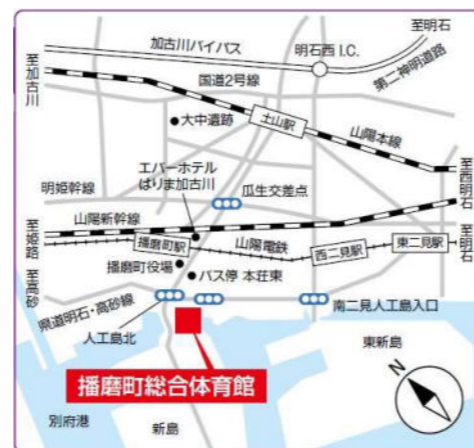 至明石
加古川バイパス
明石西 I.C.
第二神明道路
至加古川
国道2号線
土山駅
大中遺跡
山陽本線
エバーホテル
はりま加古川
至西明石
明姫幹線
瓜生交差点
山陽新幹線
至姫路
播磨町駅
山陽電鉄
西二見駅
東二見駅
至明石
播磨町役場
バス停 本荘東
至高砂
県道明石・高砂線
人工島北
南二見人工島入口
東新島
播磨町総合体育館
N
別府港
新島